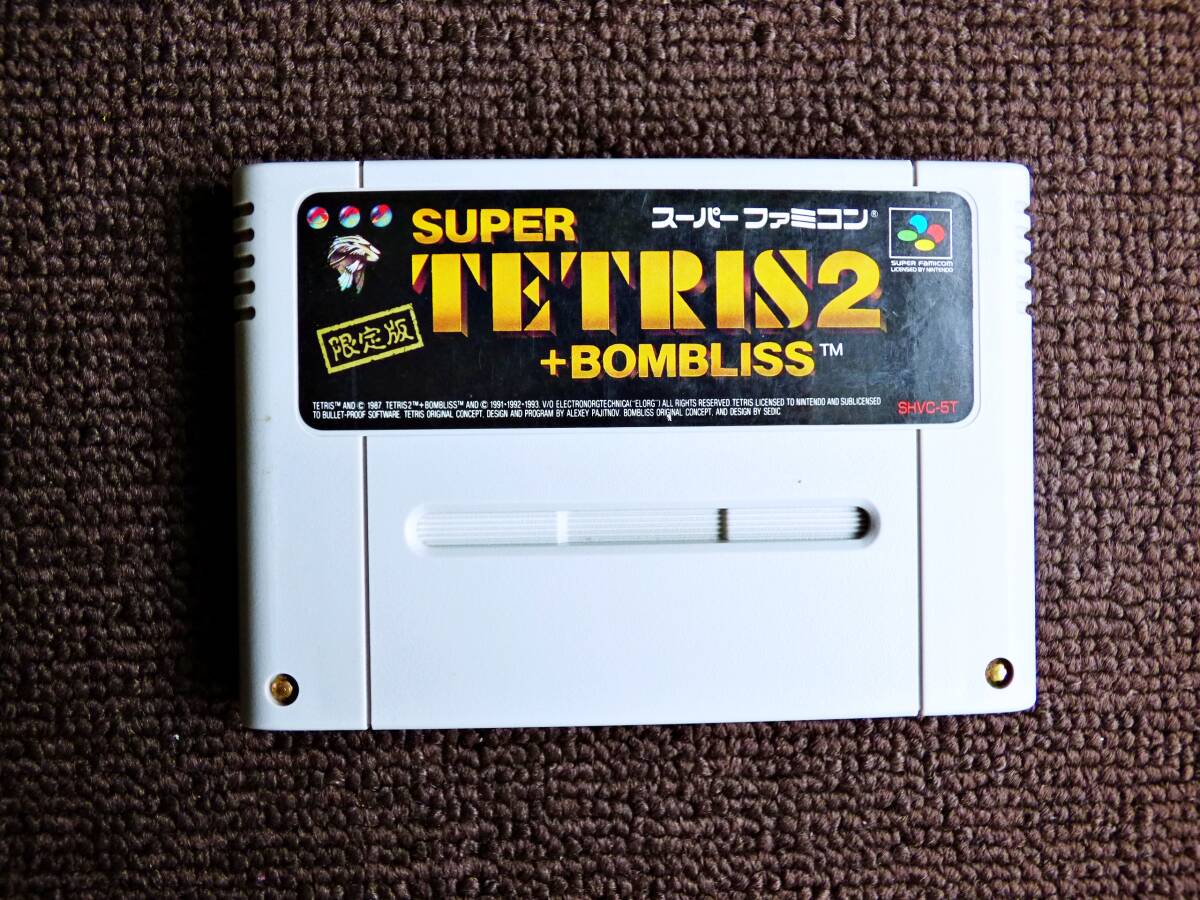 SUPER
スーパーファミコン®
TETRIS2
+BOMBLISS™
限定版
SUPER FAMICOM
LICENSED BY NINTENDO
TETRIS™ AND © 1987 TETRIS2™+BOMBLISS™ AND © 1991・1992・1993. V/O ELECTRONORGTECHNICA("ELORG") ALL RIGHTS RESERVED. TETRIS LICENSED TO NINTENDO AND SUBLICENSED
TO BULLET-PROOF SOFTWARE. TETRIS ORIGINAL CONCEPT, DESIGN AND PROGRAM BY ALEXEY PAJITNOV. BOMBLISS ORIGINAL CONCEPT, AND DESIGN BY SEDIC.
SHVC-5T